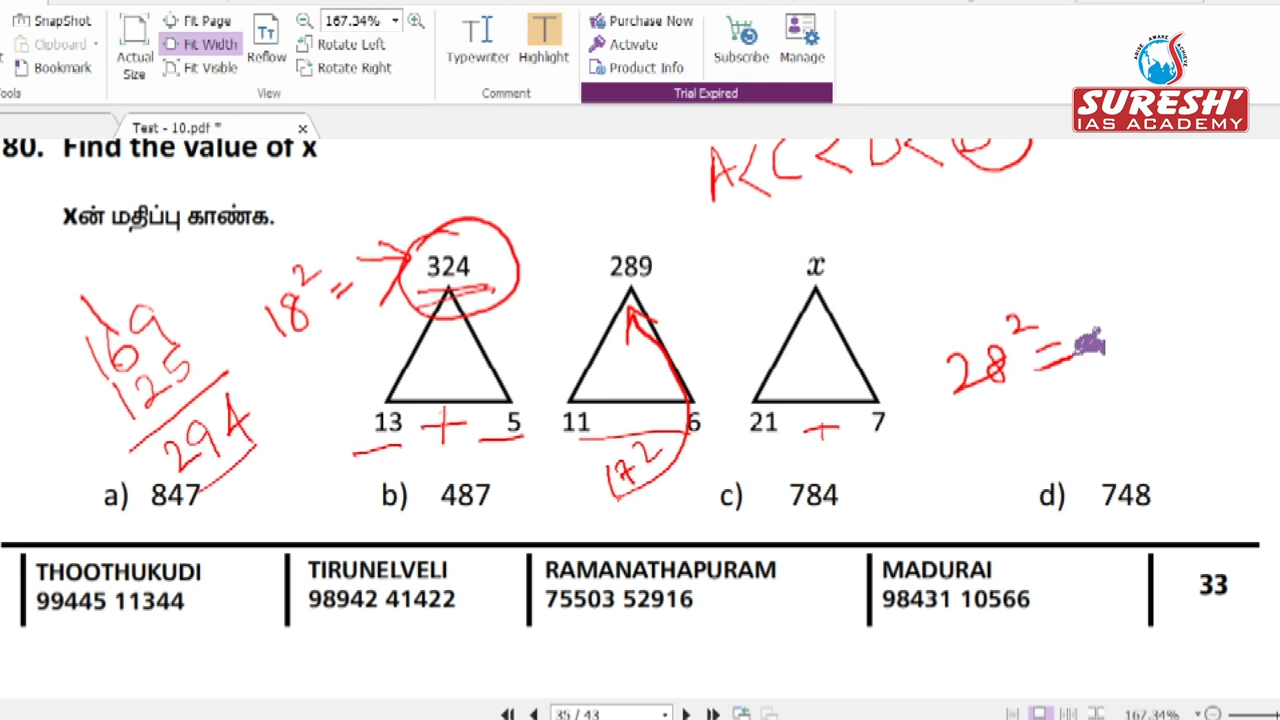 SnapShot
Clipboard
Bookmark
Tools
Actual Size
Fit Page
Fit Width
Fit Visible
Reflow
167.34%
Rotate Left
Rotate Right
View
Typewriter
Highlight
Comment
Purchase Now
Activate
Product Info
Subscribe
Manage
Trial Expired
ARISE AWAKE ACHIEVE
SURESH'
IAS ACADEMY
Test - 10.pdf *
80. Find the value of x
A < C < D <
Xன் மதிப்பு காண்க.
324 289 x
18² =
28² =
169
125
294
13 + 5 11 6 21 + 7
17²
a) 847 b) 487 c) 784 d) 748
THOOTHUKUDI TIRUNELVELI RAMANATHAPURAM MADURAI 33
99445 11344 98942 41422 75503 52916 98431 10566
35 / 43 167.34%